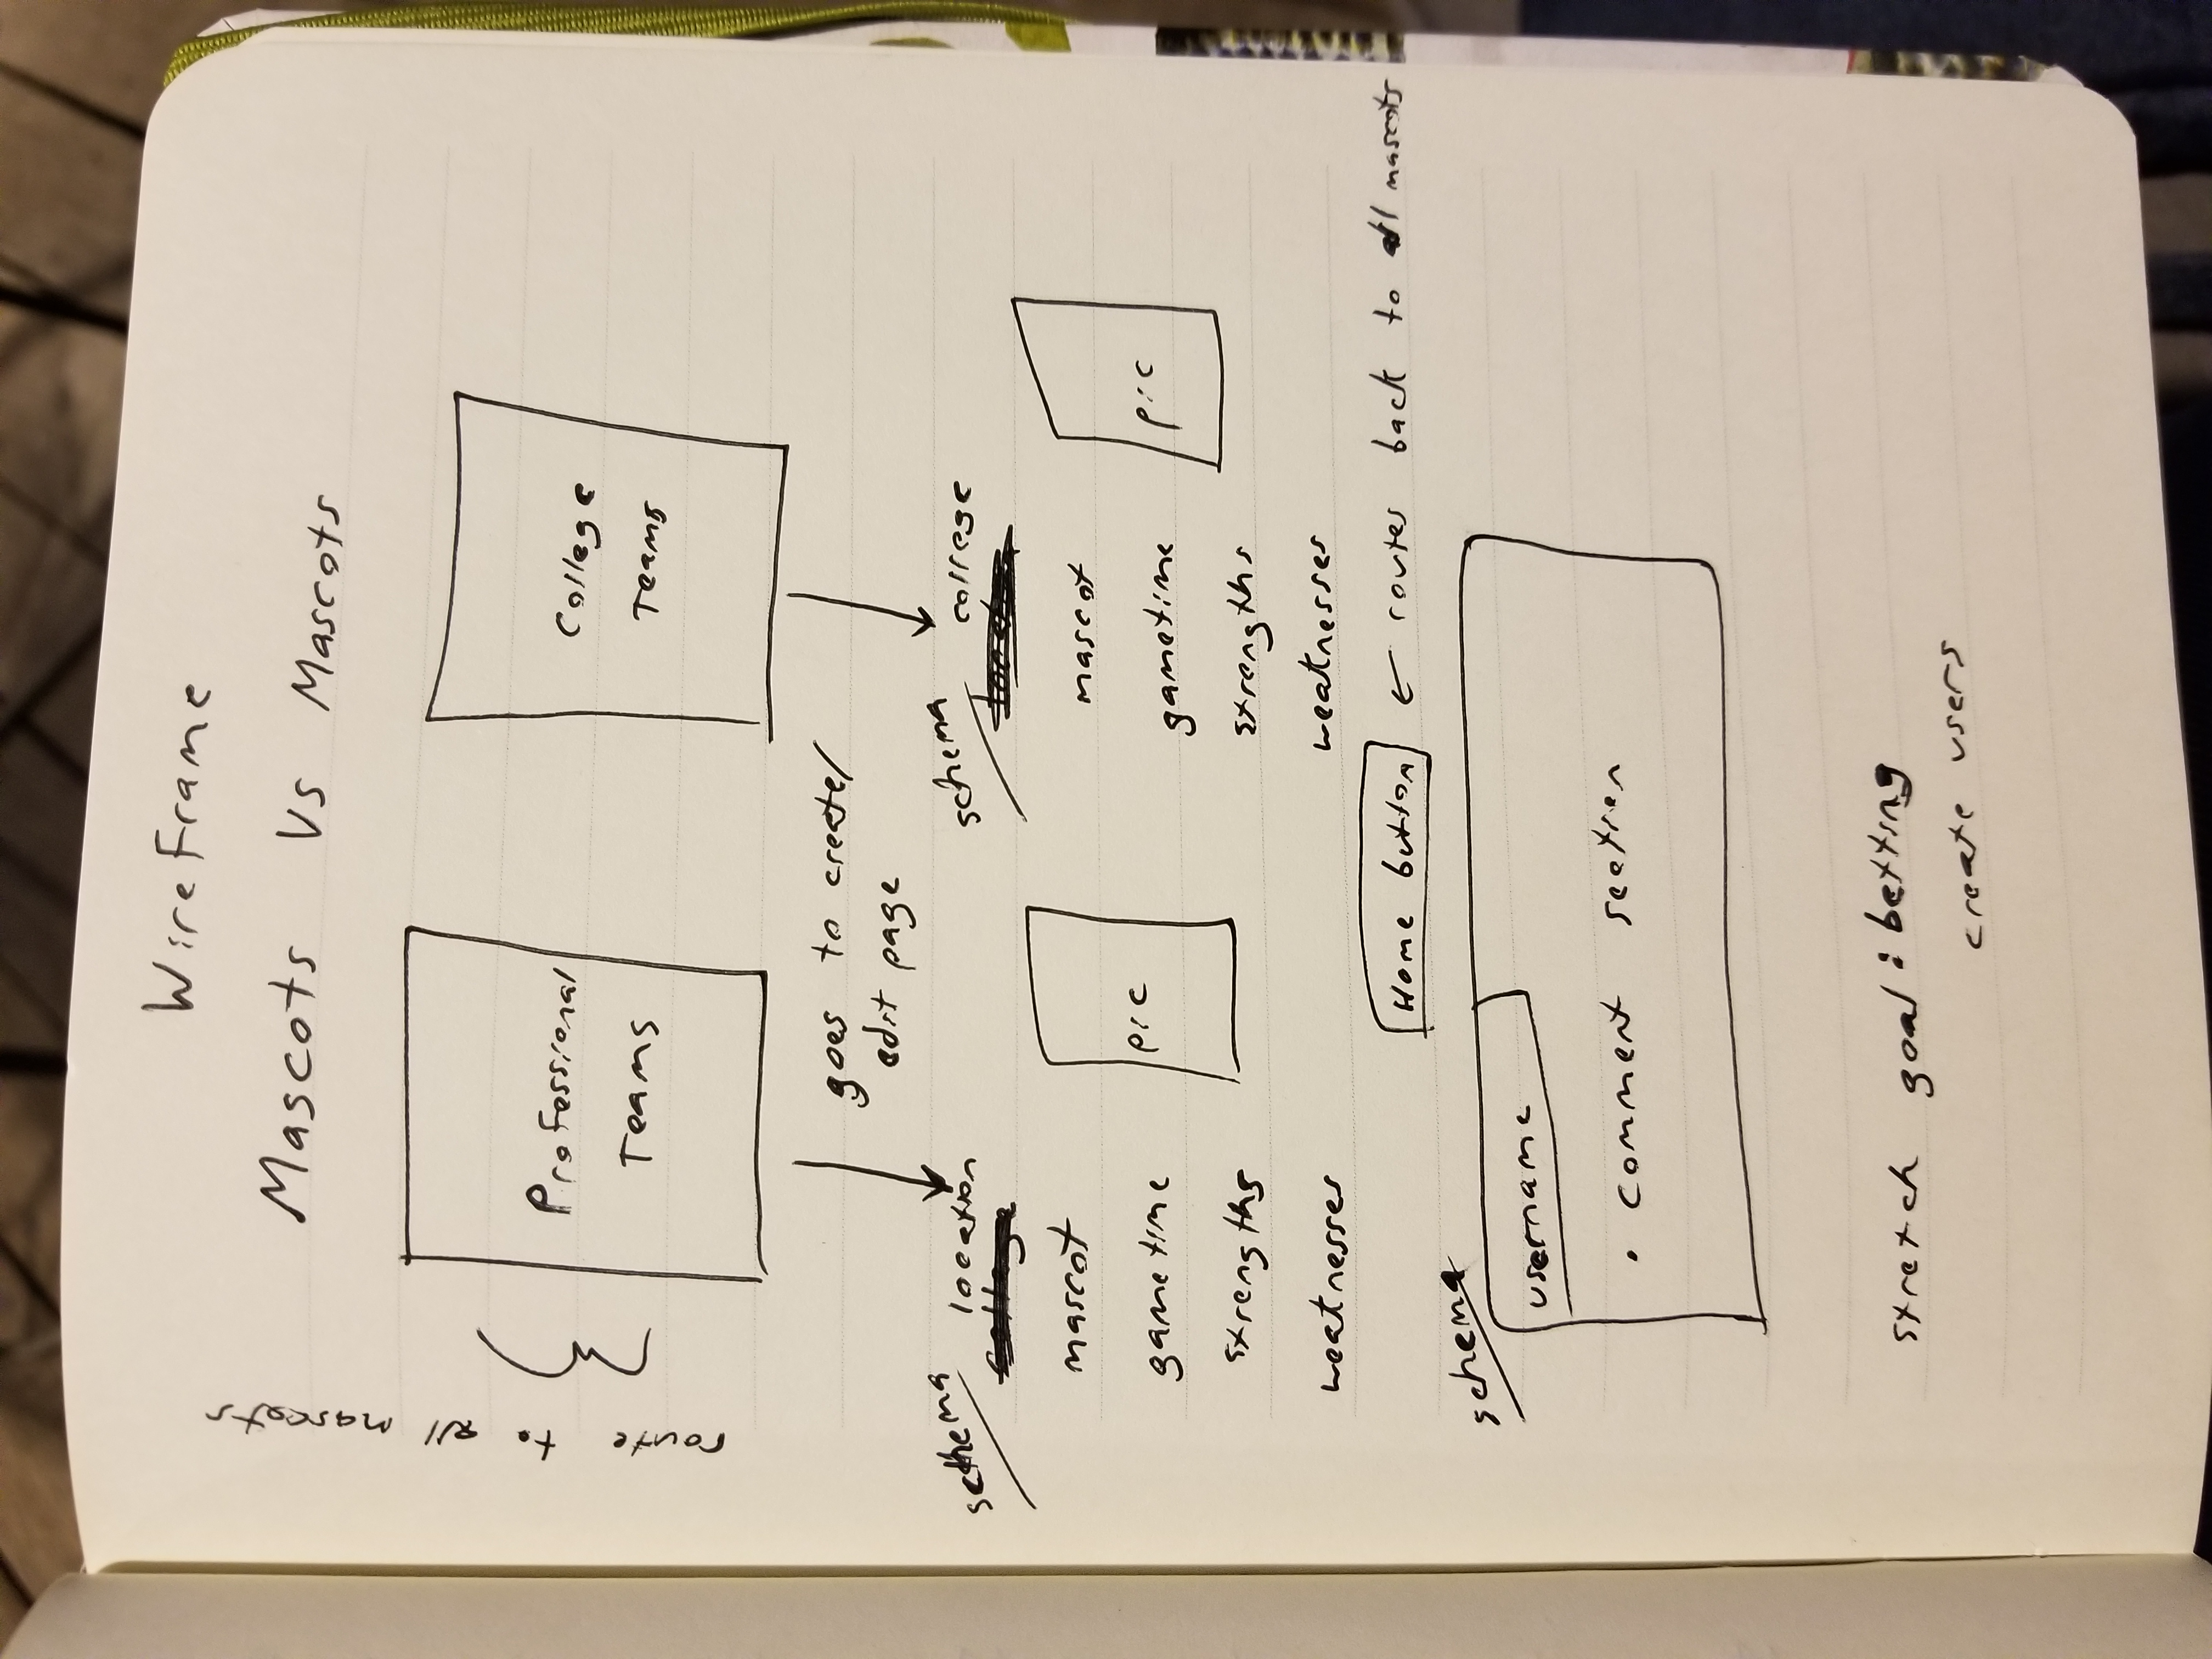 WireFrame
Mascots Vs Mascots
route to all mascots
Professional
Teams
College
Teams
goes to create/
edit page
schema
location
college
mascot
gametime
strengths
weaknesses
pic
schema
college
location
mascot
gametime
strengths
weaknesses
pic
Home button ← routes back to all mascots
schema
username
• comment section
stretch goal: betting
create users